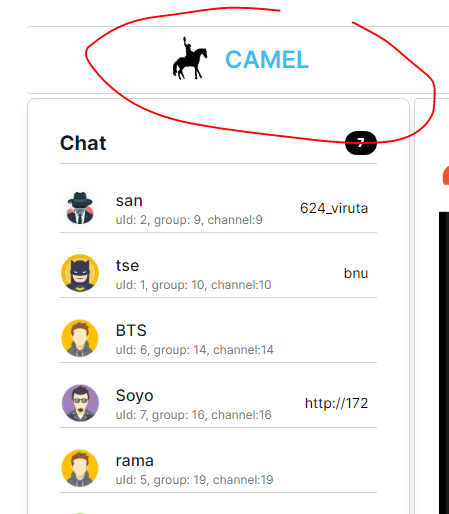 CAMEL
Chat 7
san
624_viruta
uId: 2, group: 9, channel:9
tse
bnu
uId: 1, group: 10, channel:10
BTS
uId: 6, group: 14, channel:14
Soyo
http://172
uId: 7, group: 16, channel:16
rama
uId: 5, group: 19, channel:19